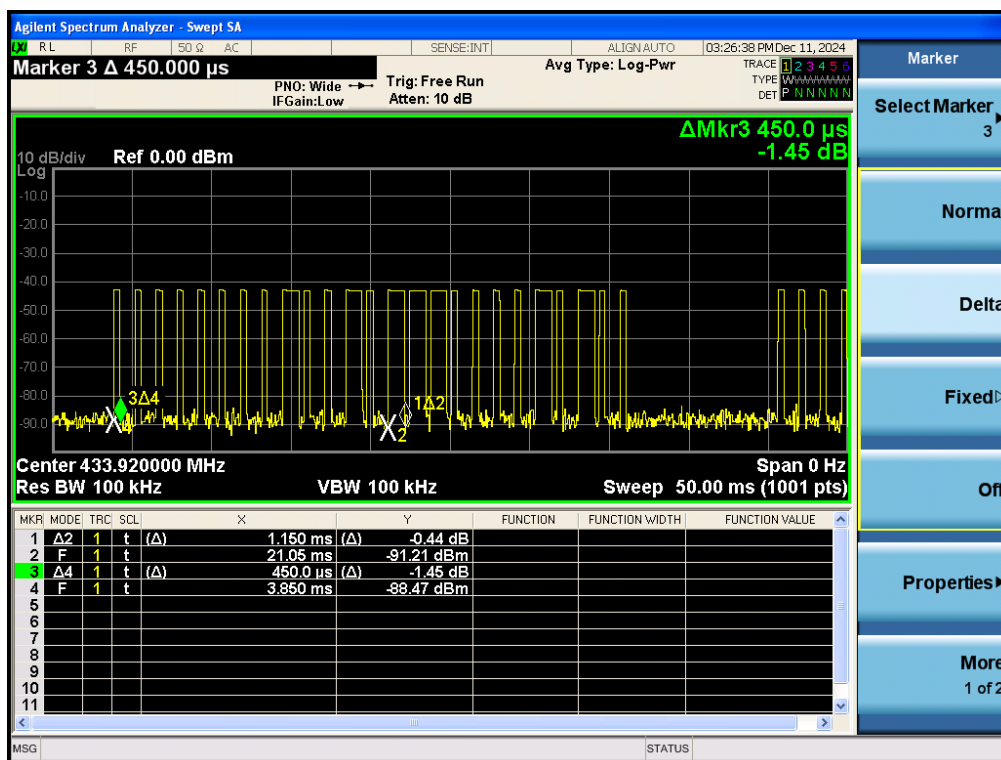 Agilent Spectrum Analyzer - Swept SA
LXI RL RF 50 Ω AC SENSE:INT ALIGNAUTO 03:26:38 PM Dec 11, 2024
Marker 3 Δ 450.000 µs
PNO: Wide
IFGain:Low
Trig: Free Run
Atten: 10 dB
Avg Type: Log-Pwr
TRACE 1 2 3 4 5 6
TYPE W
DET P N N N N N
ΔMkr3 450.0 µs
-1.45 dB
10 dB/div Ref 0.00 dBm
Log
-10.0
-20.0
-30.0
-40.0
-50.0
-60.0
-70.0
-80.0
-90.0
3Δ4
4
1Δ2
2
Center 433.920000 MHz Span 0 Hz
Res BW 100 kHz VBW 100 kHz Sweep 50.00 ms (1001 pts)
MKR MODE TRC SCL X Y FUNCTION FUNCTION WIDTH FUNCTION VALUE
1 Δ2 1 t (Δ) 1.150 ms (Δ) -0.44 dB
2 F 1 t 21.05 ms -91.21 dBm
3 Δ4 1 t (Δ) 450.0 µs (Δ) -1.45 dB
4 F 1 t 3.850 ms -88.47 dBm
5
6
7
8
9
10
11
MSG STATUS
Marker
Select Marker
3
Norma
Delta
Fixed
Off
Properties
More
1 of 2